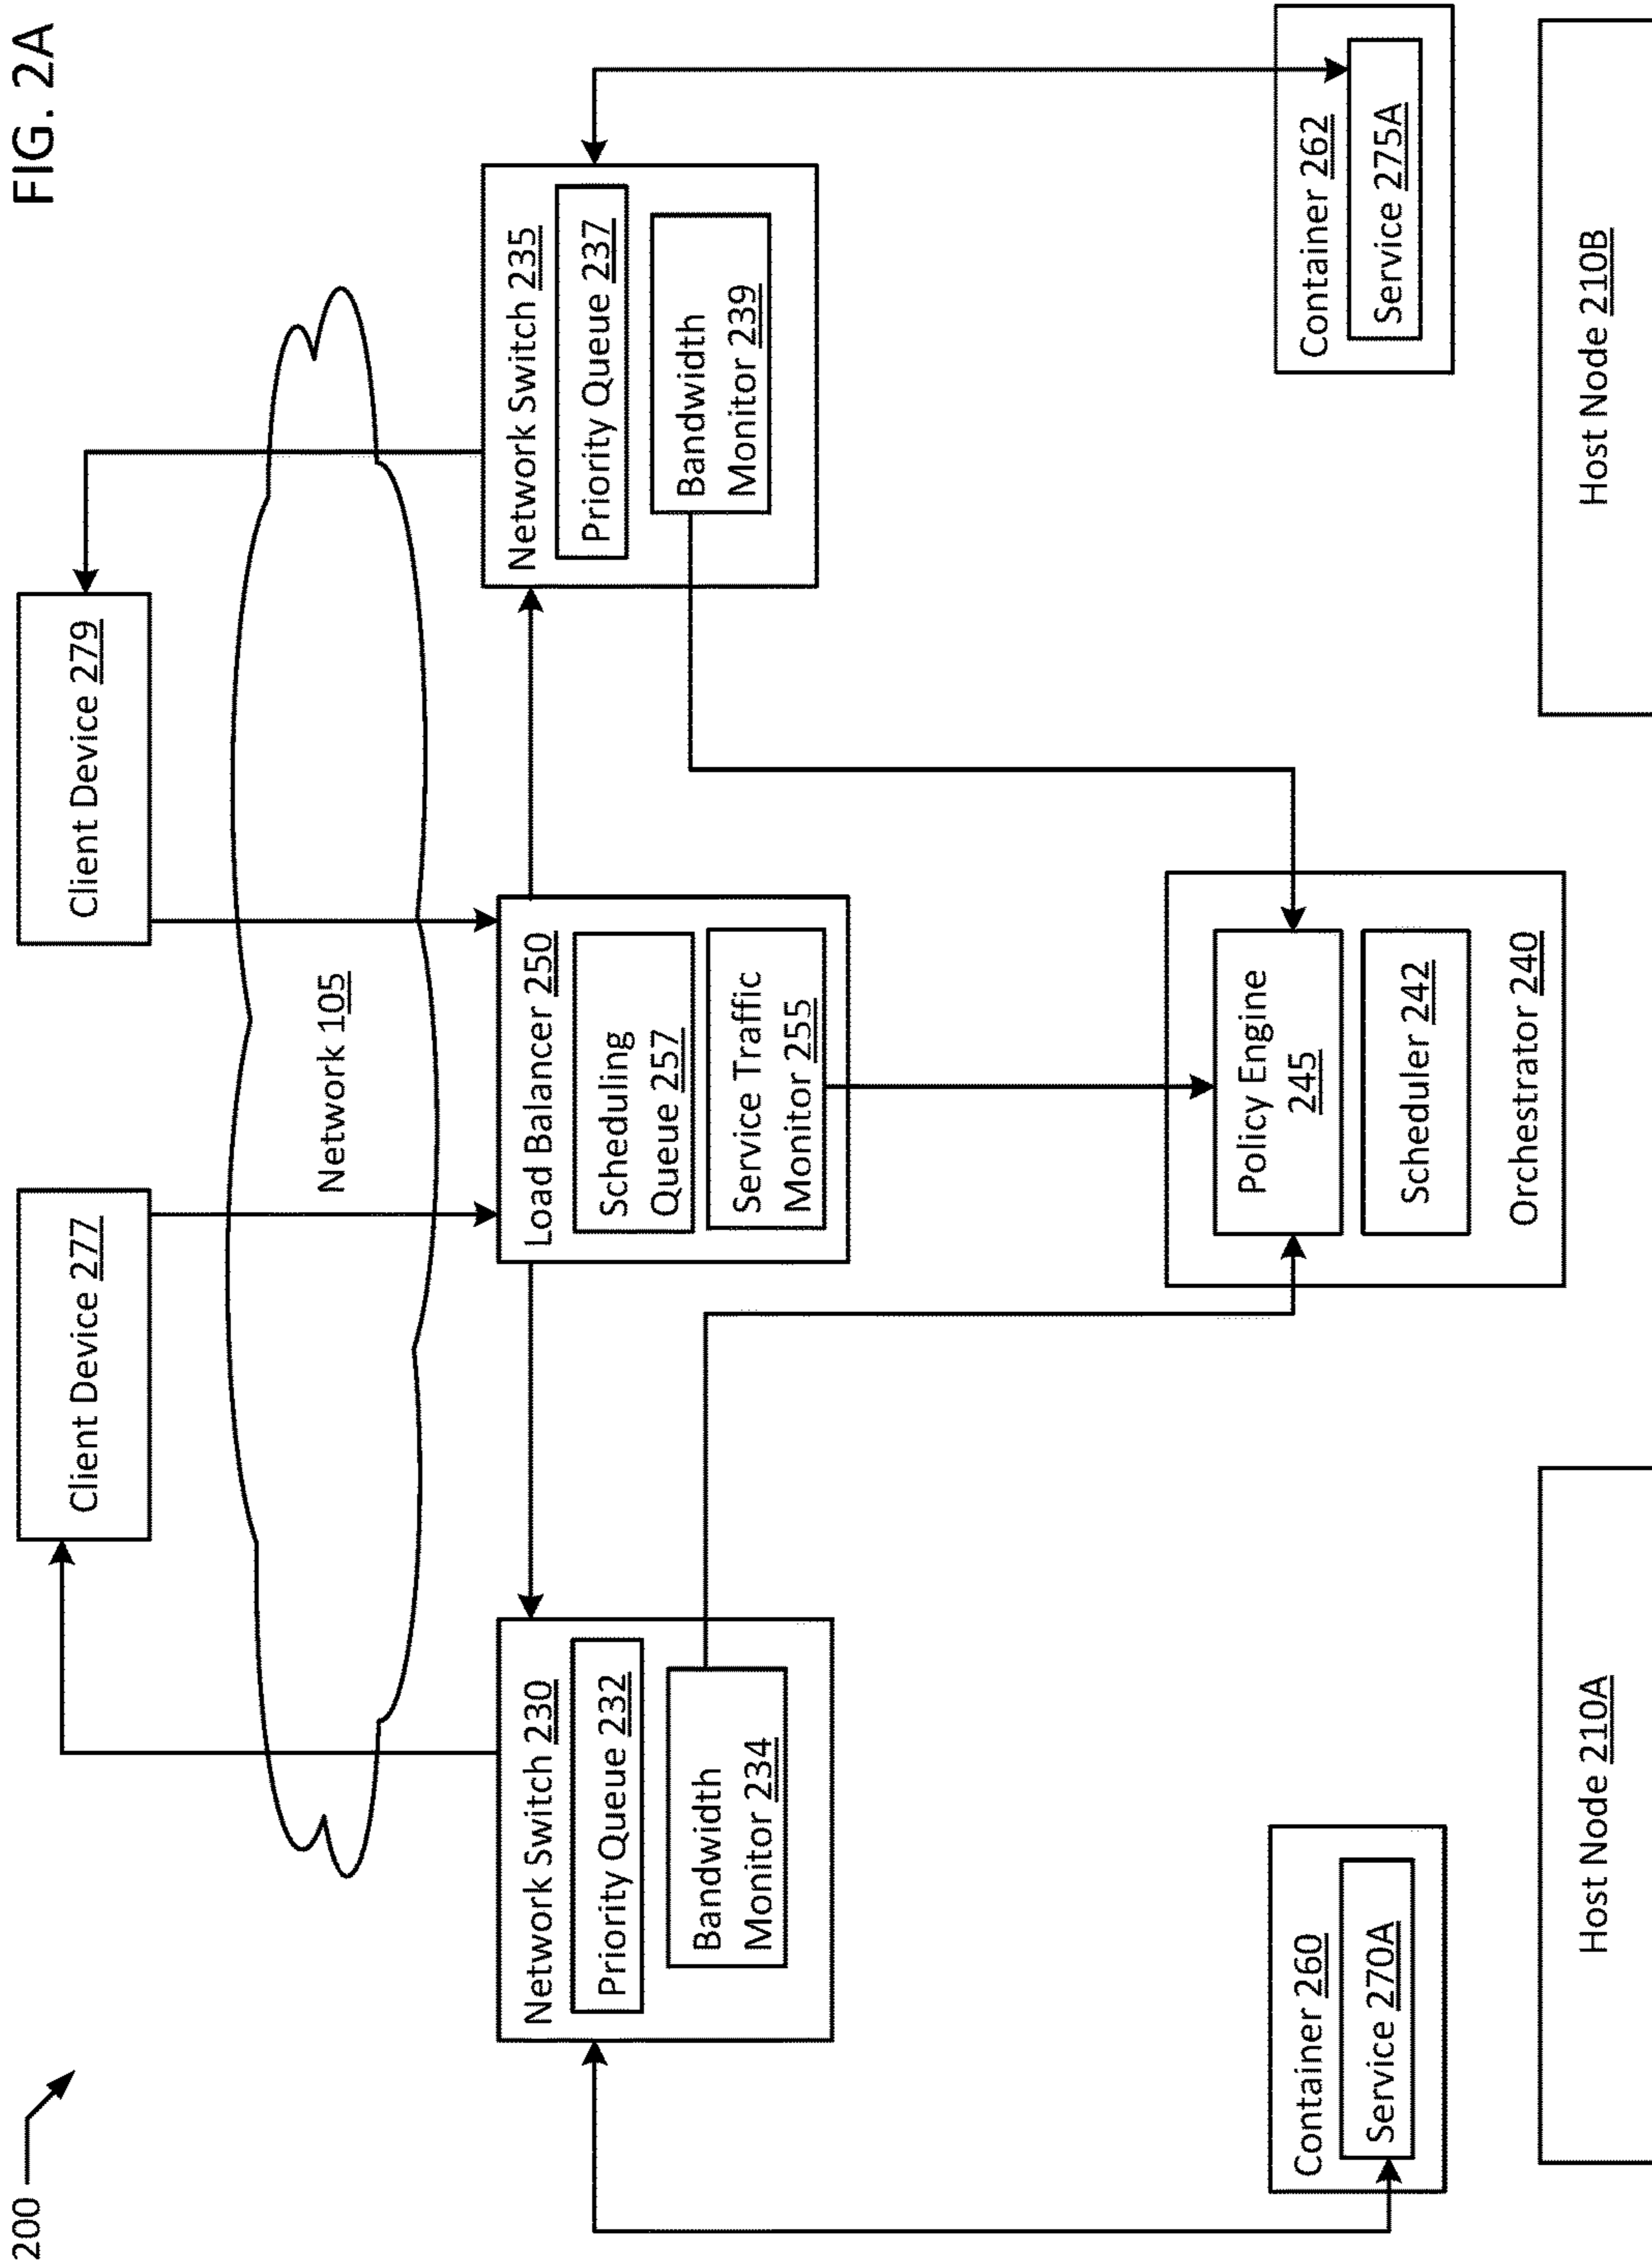 FIG. 2A
200
Client Device 277
Client Device 279
Network 105
Network Switch 230
Priority Queue 232
Bandwidth
Monitor 234
Load Balancer 250
Scheduling
Queue 257
Service Traffic
Monitor 255
Network Switch 235
Priority Queue 237
Bandwidth
Monitor 239
Policy Engine
245
Scheduler 242
Orchestrator 240
Container 260
Service 270A
Container 262
Service 275A
Host Node 210A
Host Node 210B